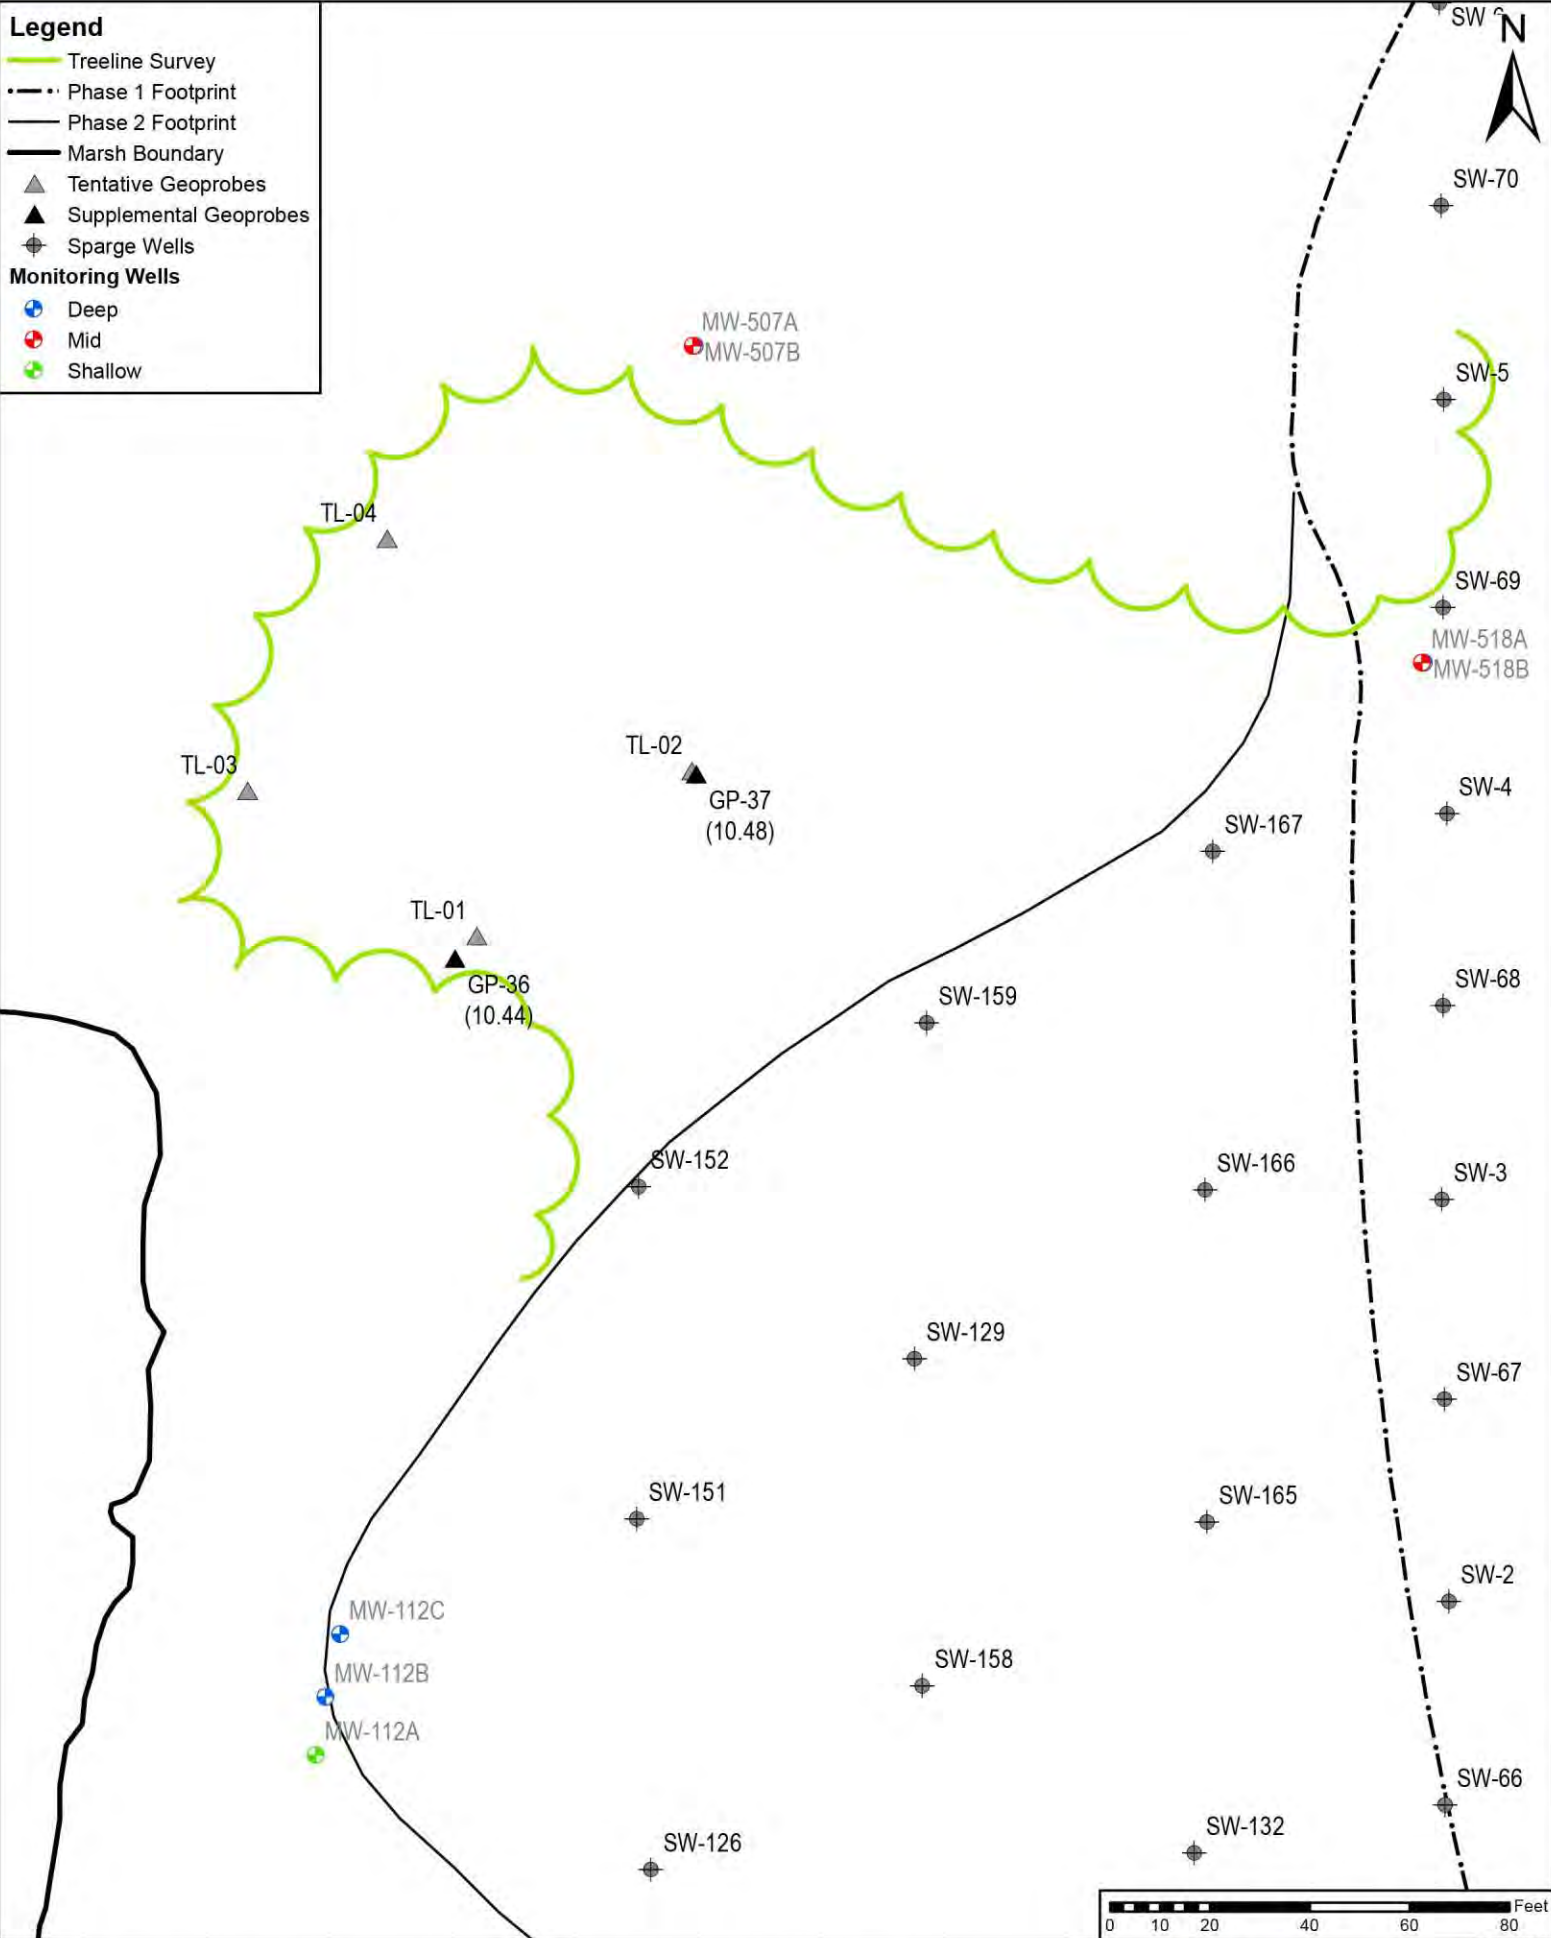 Legend
Treeline Survey
Phase 1 Footprint
Phase 2 Footprint
Marsh Boundary
Tentative Geoprobes
Supplemental Geoprobes
Sparge Wells
Monitoring Wells
Deep
Mid
Shallow
N
SW-70
MW-507A
MW-507B
SW-5
TL-04
SW-69
MW-518A
MW-518B
TL-02
TL-03
GP-37
(10.48)
SW-4
SW-167
TL-01
GP-36
(10.44)
SW-159
SW-68
SW-152
SW-166
SW-3
SW-129
SW-67
SW-151
SW-165
SW-2
MW-112C
MW-112B
SW-158
MW-112A
SW-66
SW-126
SW-132
Feet
0 10 20 40 60 80